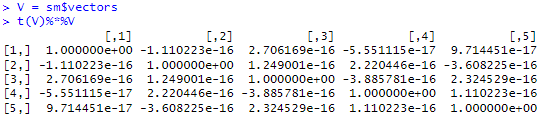 > V = sm$vectors
> t(V)%*%V
[,1] [,2] [,3] [,4] [,5]
[1,] 1.000000e+00 -1.110223e-16 2.706169e-16 -5.551115e-17 9.714451e-17
[2,] -1.110223e-16 1.000000e+00 1.249001e-16 2.220446e-16 -3.608225e-16
[3,] 2.706169e-16 1.249001e-16 1.000000e+00 -3.885781e-16 2.324529e-16
[4,] -5.551115e-17 2.220446e-16 -3.885781e-16 1.000000e+00 1.110223e-16
[5,] 9.714451e-17 -3.608225e-16 2.324529e-16 1.110223e-16 1.000000e+00